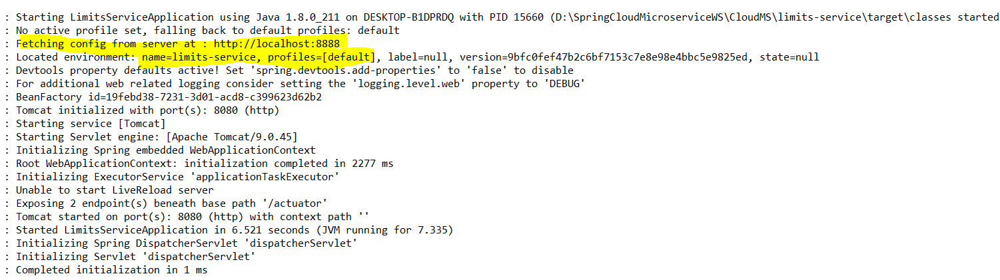 : Starting LimitsServiceApplication using Java 1.8.0_211 on DESKTOP-B1DPRDQ with PID 15660 (D:\SpringCloudMicroserviceWS\CloudMS\limits-service\target\classes started
: No active profile set, falling back to default profiles: default
: Fetching config from server at : http://localhost:8888
: Located environment: name=limits-service, profiles=[default], label=null, version=9bfc0fef47b2c6bf7153c7e8e98e4bbc5e9825ed, state=null
: Devtools property defaults active! Set 'spring.devtools.add-properties' to 'false' to disable
: For additional web related logging consider setting the 'logging.level.web' property to 'DEBUG'
: BeanFactory id=19febd38-7231-3d01-acd8-c399623d62b2
: Tomcat initialized with port(s): 8080 (http)
: Starting service [Tomcat]
: Starting Servlet engine: [Apache Tomcat/9.0.45]
: Initializing Spring embedded WebApplicationContext
: Root WebApplicationContext: initialization completed in 2277 ms
: Initializing ExecutorService 'applicationTaskExecutor'
: Unable to start LiveReload server
: Exposing 2 endpoint(s) beneath base path '/actuator'
: Tomcat started on port(s): 8080 (http) with context path ''
: Started LimitsServiceApplication in 6.521 seconds (JVM running for 7.335)
: Initializing Spring DispatcherServlet 'dispatcherServlet'
: Initializing Servlet 'dispatcherServlet'
: Completed initialization in 1 ms